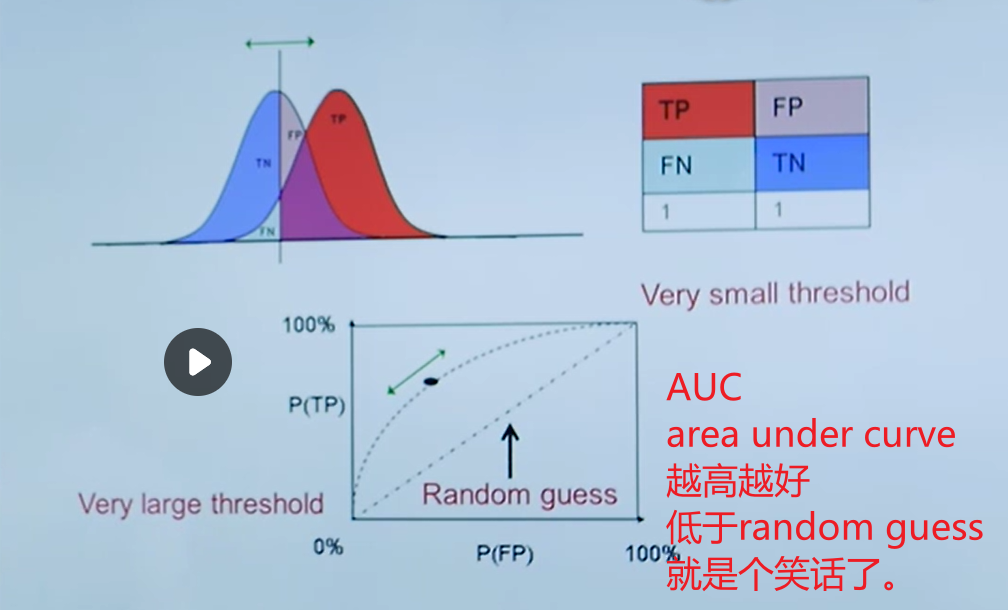 TP
FP
TN
FN
TP FP
FN TN
1 1
Very small threshold
100%
P(TP)
Random guess
Very large threshold
0%
P(FP)
100%
AUC
area under curve
越高越好
低于random guess
就是个笑话了。